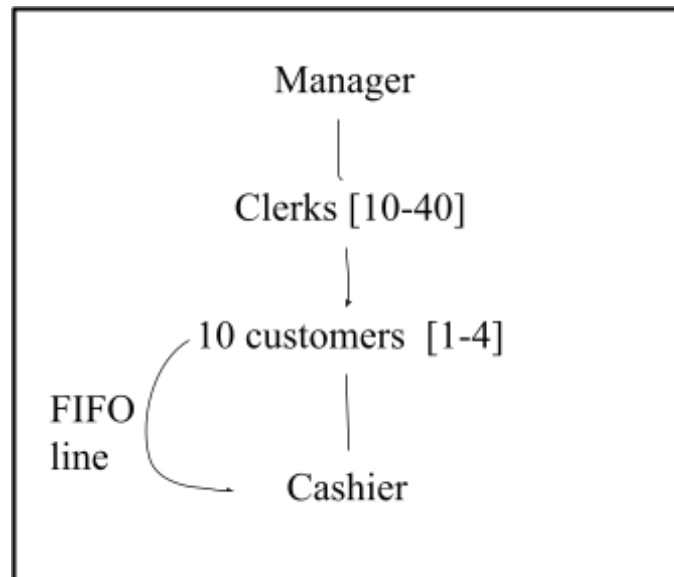 Manager
Clerks [10-40]
10 customers [1-4]
FIFO
line
Cashier